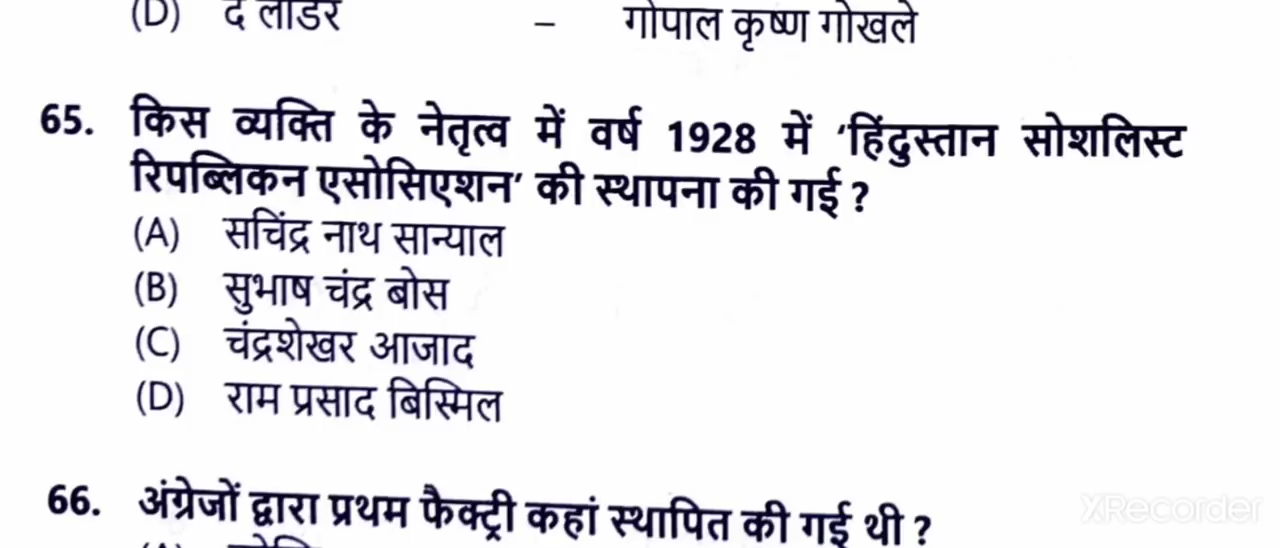 (D) द लीडर – गोपाल कृष्ण गोखले
65. किस व्यक्ति के नेतृत्व में वर्ष 1928 में ‘हिंदुस्तान सोशलिस्ट
रिपब्लिकन एसोसिएशन’ की स्थापना की गई ?
(A) सचिंद्र नाथ सान्याल
(B) सुभाष चंद्र बोस
(C) चंद्रशेखर आजाद
(D) राम प्रसाद बिस्मिल
66. अंग्रेजों द्वारा प्रथम फैक्ट्री कहां स्थापित की गई थी ?
XRecorder